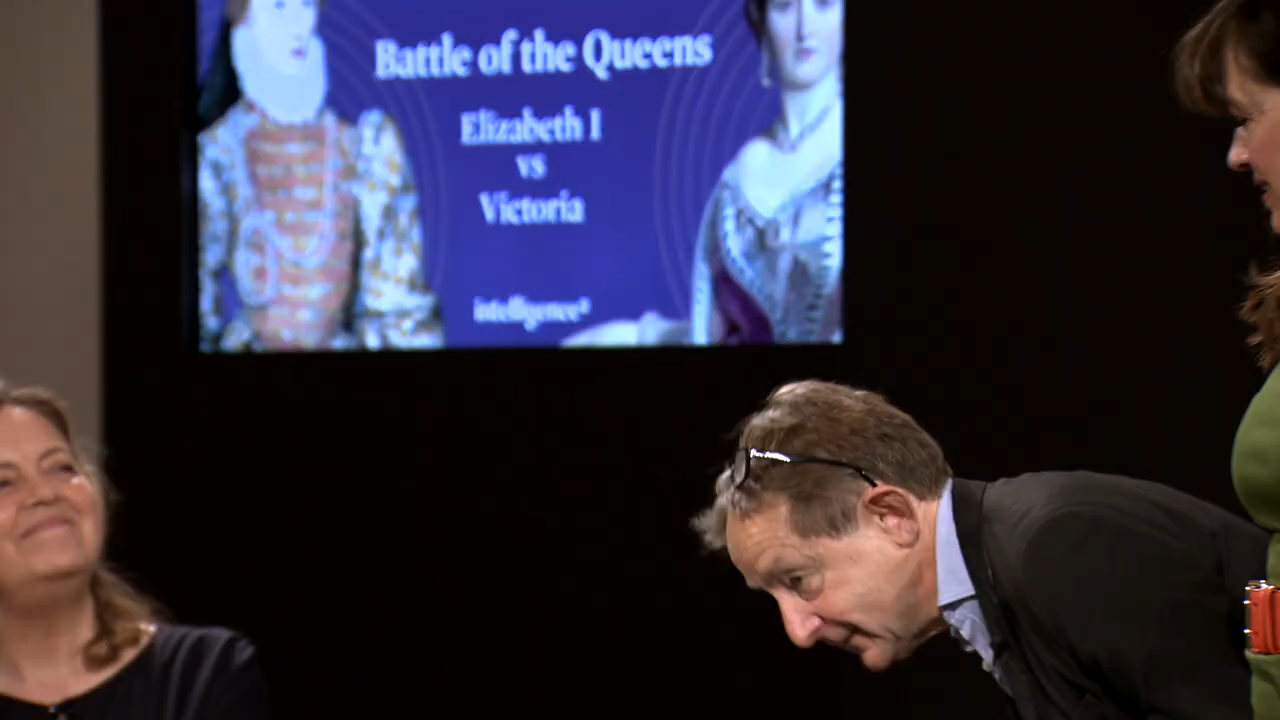 Battle of the Queens
Elizabeth I
vs
Victoria
intelligence²